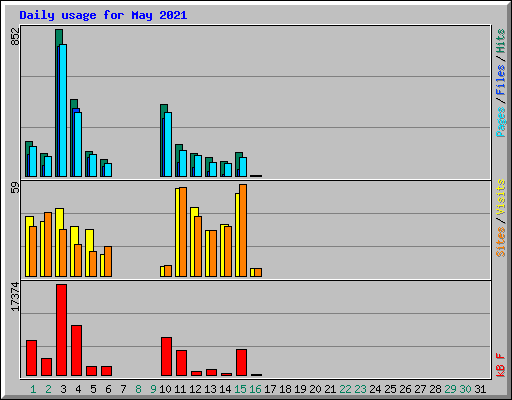 Daily usage for May 2021
852
Pages/Files/Hits
59
Sites/Visits
17374
kB F
1 2 3 4 5 6 7 8 9 10 11 12 13 14 15 16 17 18 19 20 21 22 23 24 25 26 27 28 29 30 31